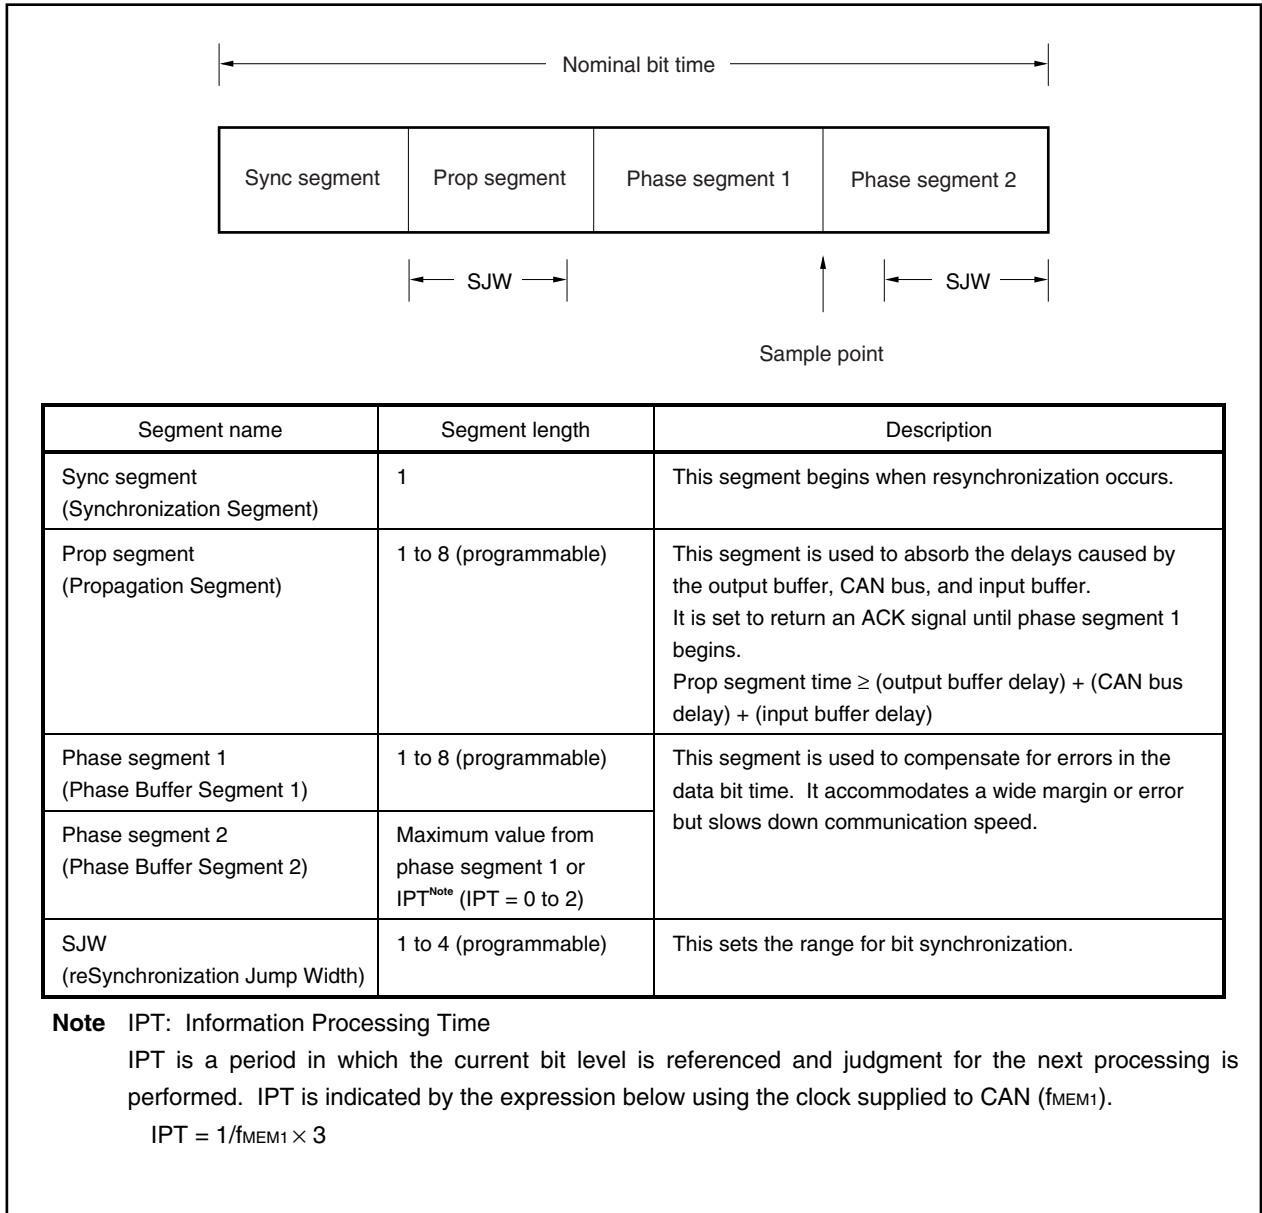 Nominal bit time
Sync segment
Prop segment
Phase segment 1
Phase segment 2
SJW
SJW
Sample point
Segment name
Segment length
Description
Sync segment
(Synchronization Segment)
1
This segment begins when resynchronization occurs.
Prop segment
(Propagation Segment)
1 to 8 (programmable)
This segment is used to absorb the delays caused by
the output buffer, CAN bus, and input buffer.
It is set to return an ACK signal until phase segment 1
begins.
Prop segment time ≥ (output buffer delay) + (CAN bus
delay) + (input buffer delay)
Phase segment 1
(Phase Buffer Segment 1)
1 to 8 (programmable)
This segment is used to compensate for errors in the
data bit time. It accommodates a wide margin or error
but slows down communication speed.
Phase segment 2
(Phase Buffer Segment 2)
Maximum value from
phase segment 1 or
IPTNote (IPT = 0 to 2)
SJW
(reSynchronization Jump Width)
1 to 4 (programmable)
This sets the range for bit synchronization.
Note IPT: Information Processing Time
IPT is a period in which the current bit level is referenced and judgment for the next processing is
performed. IPT is indicated by the expression below using the clock supplied to CAN (fMEM1).
IPT = 1/fMEM1 × 3